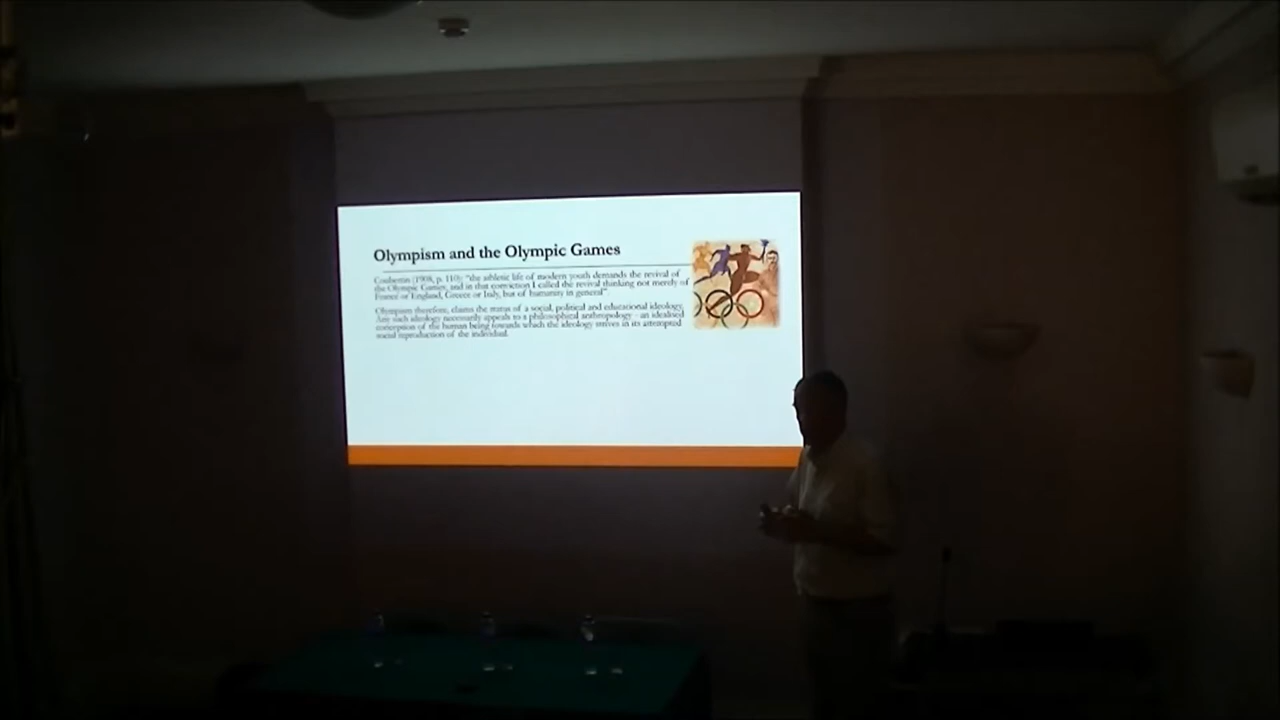 Olympism and the Olympic Games
Coubertin (1908, p. 110): "the athletic life of modern youth demands the revival of
the Olympic Games, and in that conviction I called the revival thinking not merely of
France or England, Greece or Italy, but of humanity in general"
Olympism therefore, claims the status of a social, political and educational ideology.
Any such ideology necessarily appeals to a philosophical anthropology - an idealised
conception of the human being towards which the ideology strives in its attempted
social reproduction of the individual.